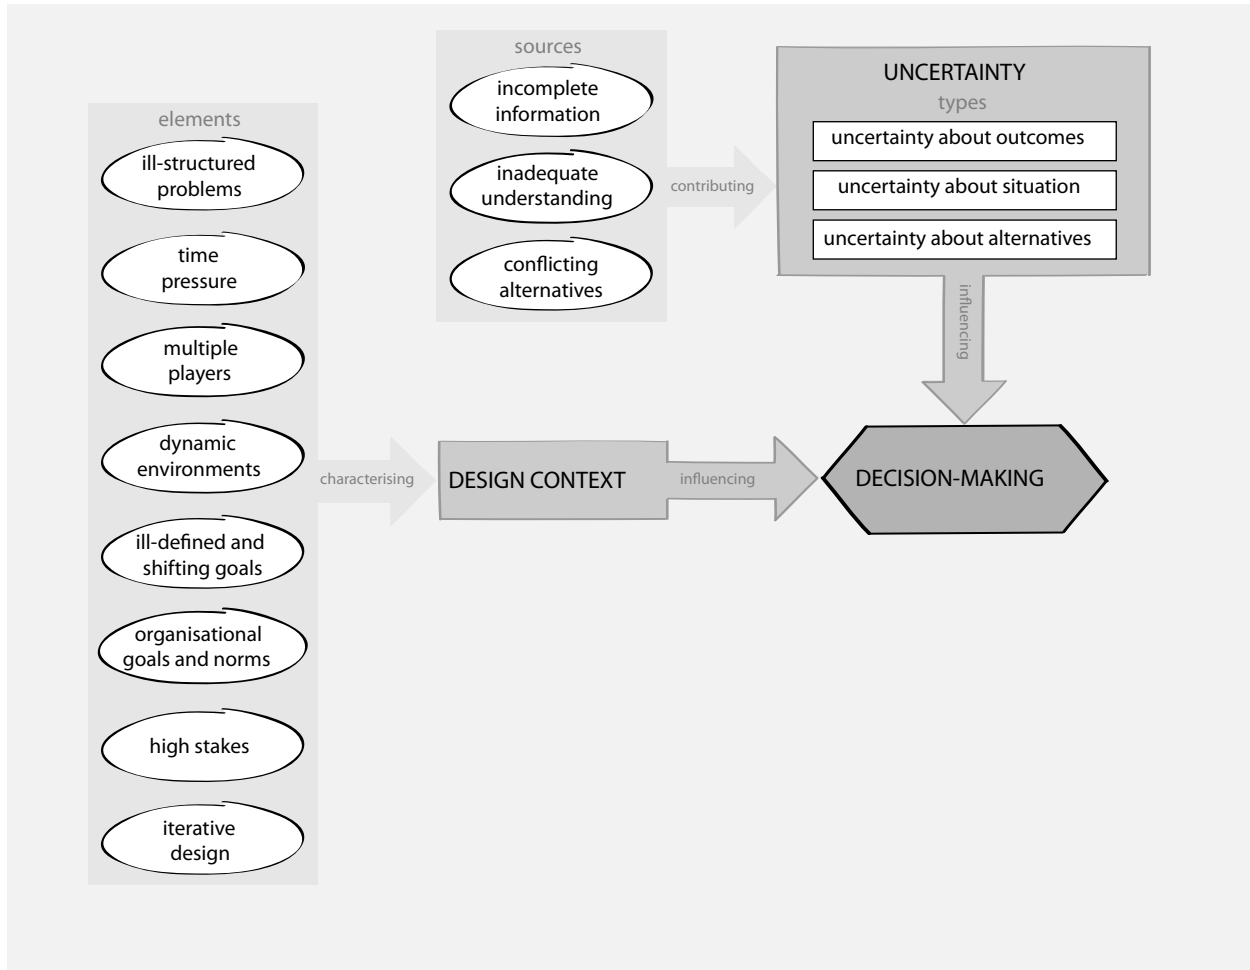 elements
ill-structured
problems
time
pressure
multiple
players
dynamic
environments
ill-defined and
shifting goals
organisational
goals and norms
high stakes
iterative
design
characterising
sources
incomplete
information
inadequate
understanding
conflicting
alternatives
contributing
UNCERTAINTY
types
uncertainty about outcomes
uncertainty about situation
uncertainty about alternatives
influencing
DESIGN CONTEXT
influencing
DECISION-MAKING